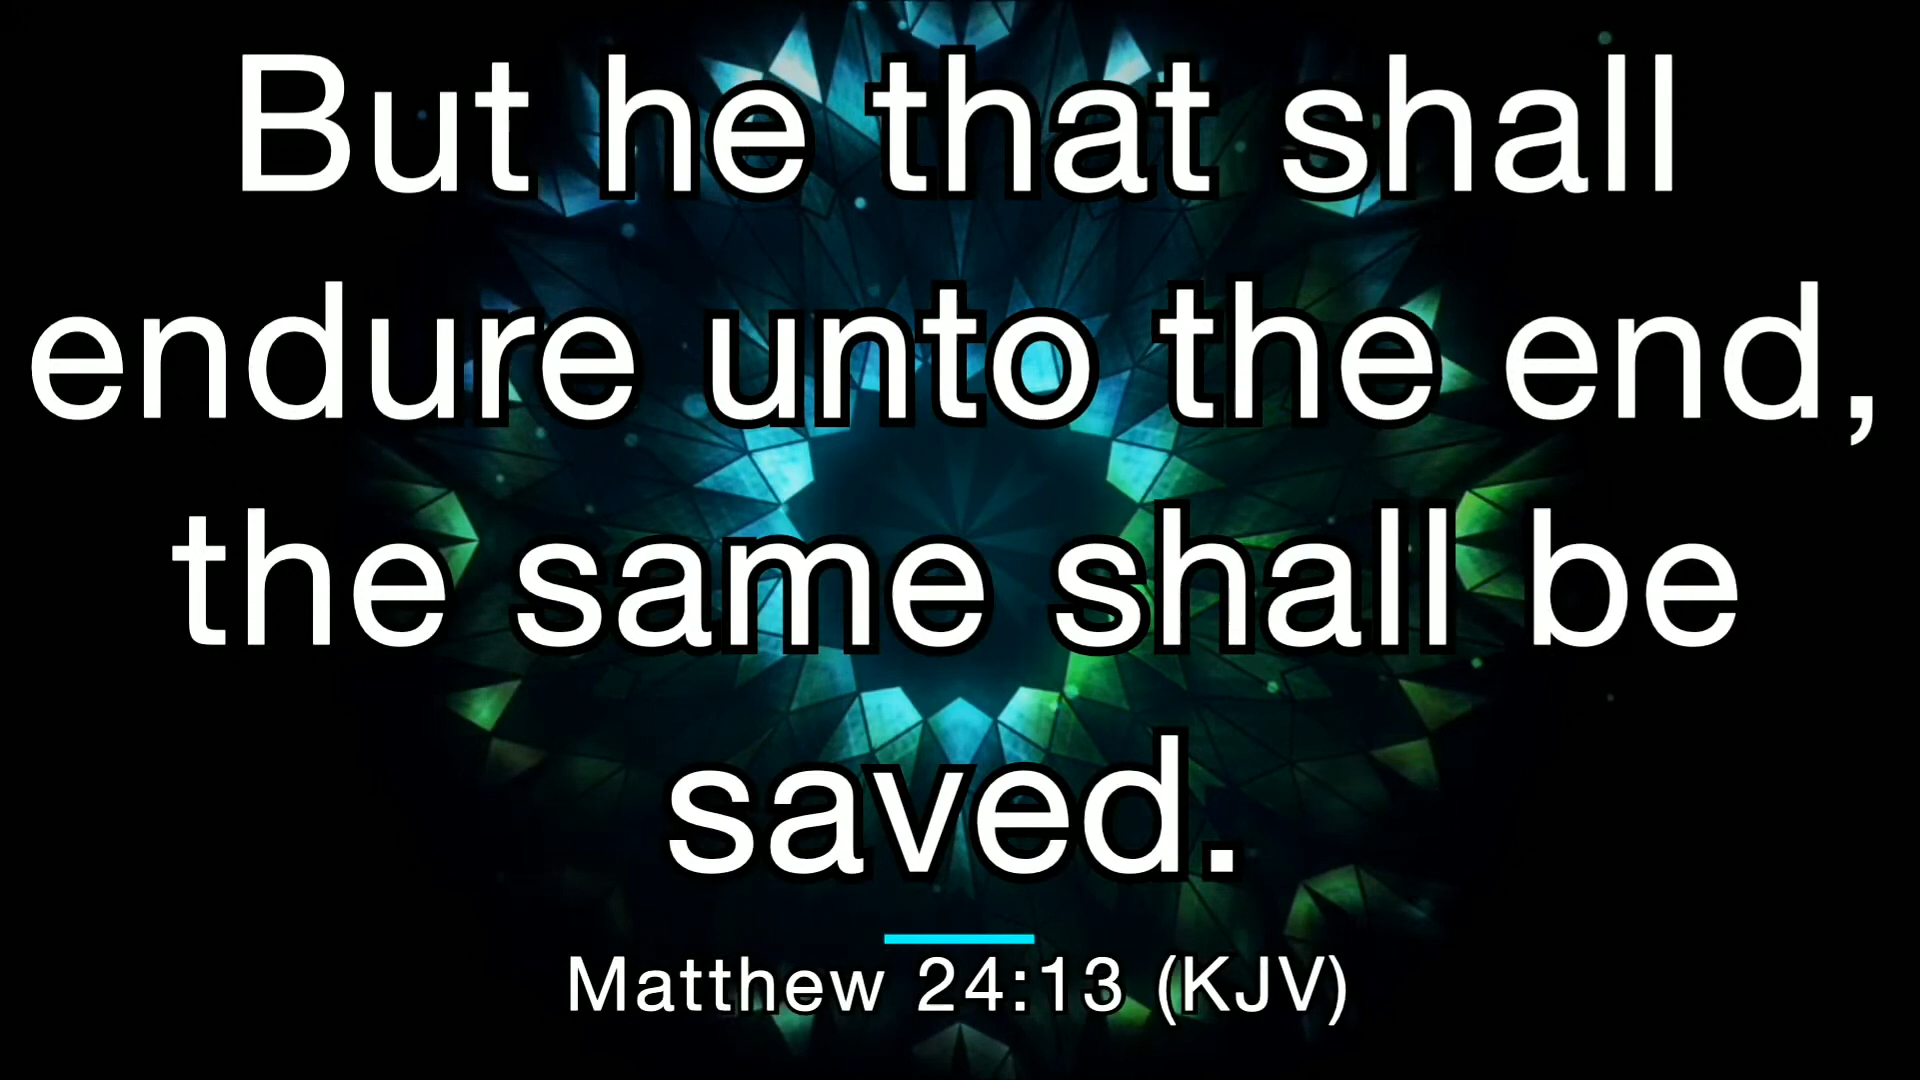 But he that shall
endure unto the end,
the same shall be
saved.
Matthew 24:13 (KJV)